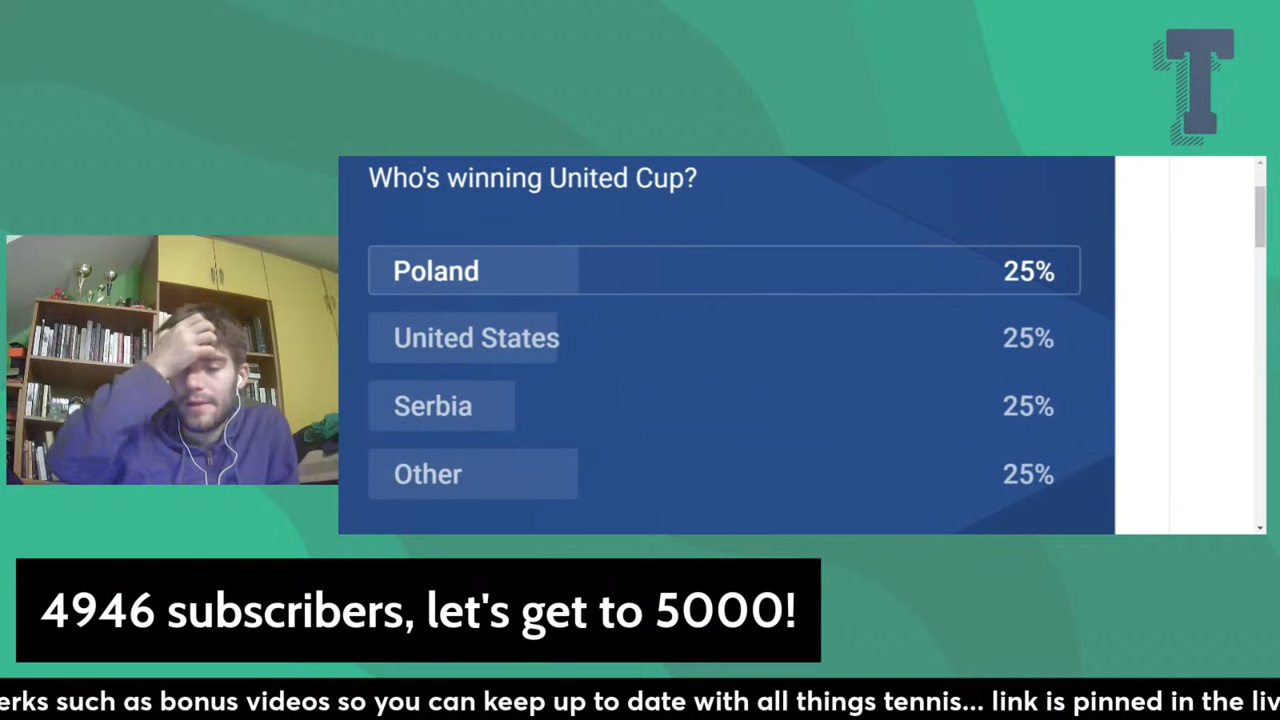 T
Who's winning United Cup?
Poland 25%
United States 25%
Serbia 25%
Other 25%
4946 subscribers, let's get to 5000!
erks such as bonus videos so you can keep up to date with all things tennis... link is pinned in the liv